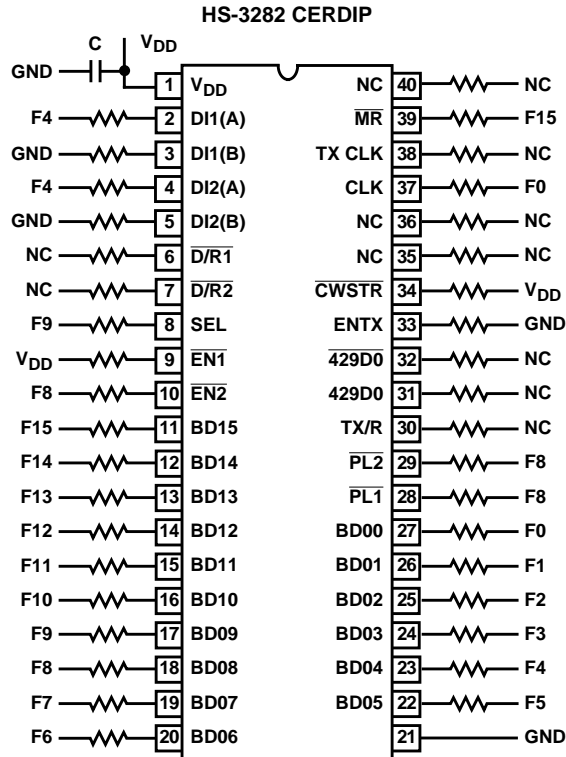 HS-3282 CERDIP
C VDD
GND
1 VDD NC 40 NC
F4 2 DI1(A) MR 39 F15
GND 3 DI1(B) TX CLK 38 NC
F4 4 DI2(A) CLK 37 F0
GND 5 DI2(B) NC 36 NC
NC 6 D/R1 NC 35 NC
NC 7 D/R2 CWSTR 34 VDD
F9 8 SEL ENTX 33 GND
VDD 9 EN1 429D0 32 NC
F8 10 EN2 429D0 31 NC
F15 11 BD15 TX/R 30 NC
F14 12 BD14 PL2 29 F8
F13 13 BD13 PL1 28 F8
F12 14 BD12 BD00 27 F0
F11 15 BD11 BD01 26 F1
F10 16 BD10 BD02 25 F2
F9 17 BD09 BD03 24 F3
F8 18 BD08 BD04 23 F4
F7 19 BD07 BD05 22 F5
F6 20 BD06 21 GND